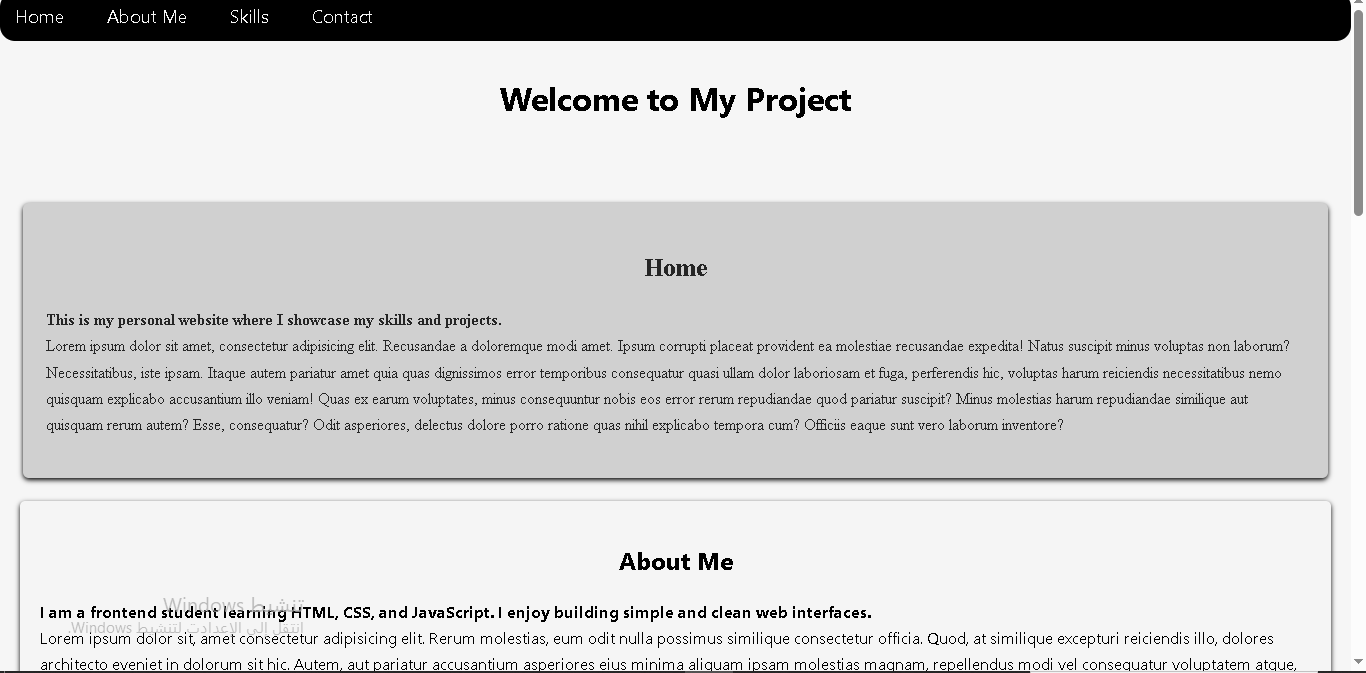 Home About Me Skills Contact
Welcome to My Project
Home
This is my personal website where I showcase my skills and projects.
Lorem ipsum dolor sit amet, consectetur adipisicing elit. Recusandae a doloremque modi amet. Ipsum corrupti placeat provident ea molestiae recusandae expedita! Natus suscipit minus voluptas non laborum?
Necessitatibus, iste ipsam. Itaque autem pariatur amet quia quas dignissimos error temporibus consequatur quasi ullam dolor laboriosam et fuga, perferendis hic, voluptas harum reiciendis necessitatibus nemo
quisquam explicabo accusantium illo veniam! Quas ex earum voluptates, minus consequuntur nobis eos error rerum repudiandae quod pariatur suscipit? Minus molestias harum repudiandae similique aut
quisquam rerum autem? Esse, consequatur? Odit asperiores, delectus dolore porro ratione quas nihil explicabo tempora cum? Officiis eaque sunt vero laborum inventore?
About Me
تنشيط Windows
I am a frontend student learning HTML, CSS, and JavaScript. I enjoy building simple and clean web interfaces.
انتقل إلى الإعدادات لتنشيط Windows.
Lorem ipsum dolor sit, amet consectetur adipisicing elit. Rerum molestias, eum odit nulla possimus similique consectetur officia. Quod, at similique excepturi reiciendis illo, dolores
architecto eveniet in dolorum sit hic. Autem, aut pariatur accusantium asperiores eius minima aliquam ipsam molestias magnam, repellendus modi vel consequatur voluptatem atque,